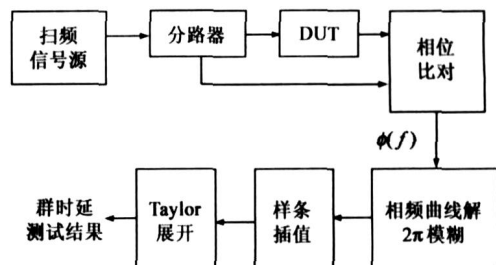 扫频
信号源
分路器
DUT
相位
比对
ϕ(f)
相频曲线解
2π模糊
样条
插值
Taylor
展开
群时延
测试结果